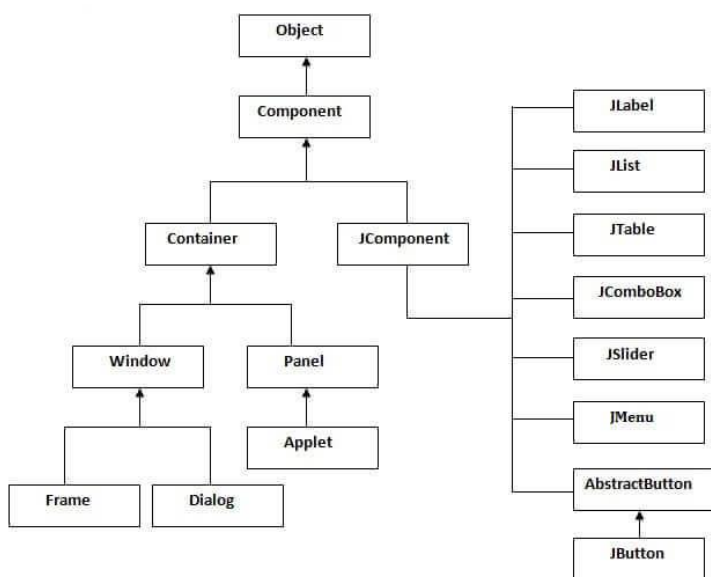 Object
Component
JLabel
JList
Container
JComponent
JTable
JComboBox
Window
Panel
JSlider
JMenu
Applet
Frame
Dialog
AbstractButton
JButton